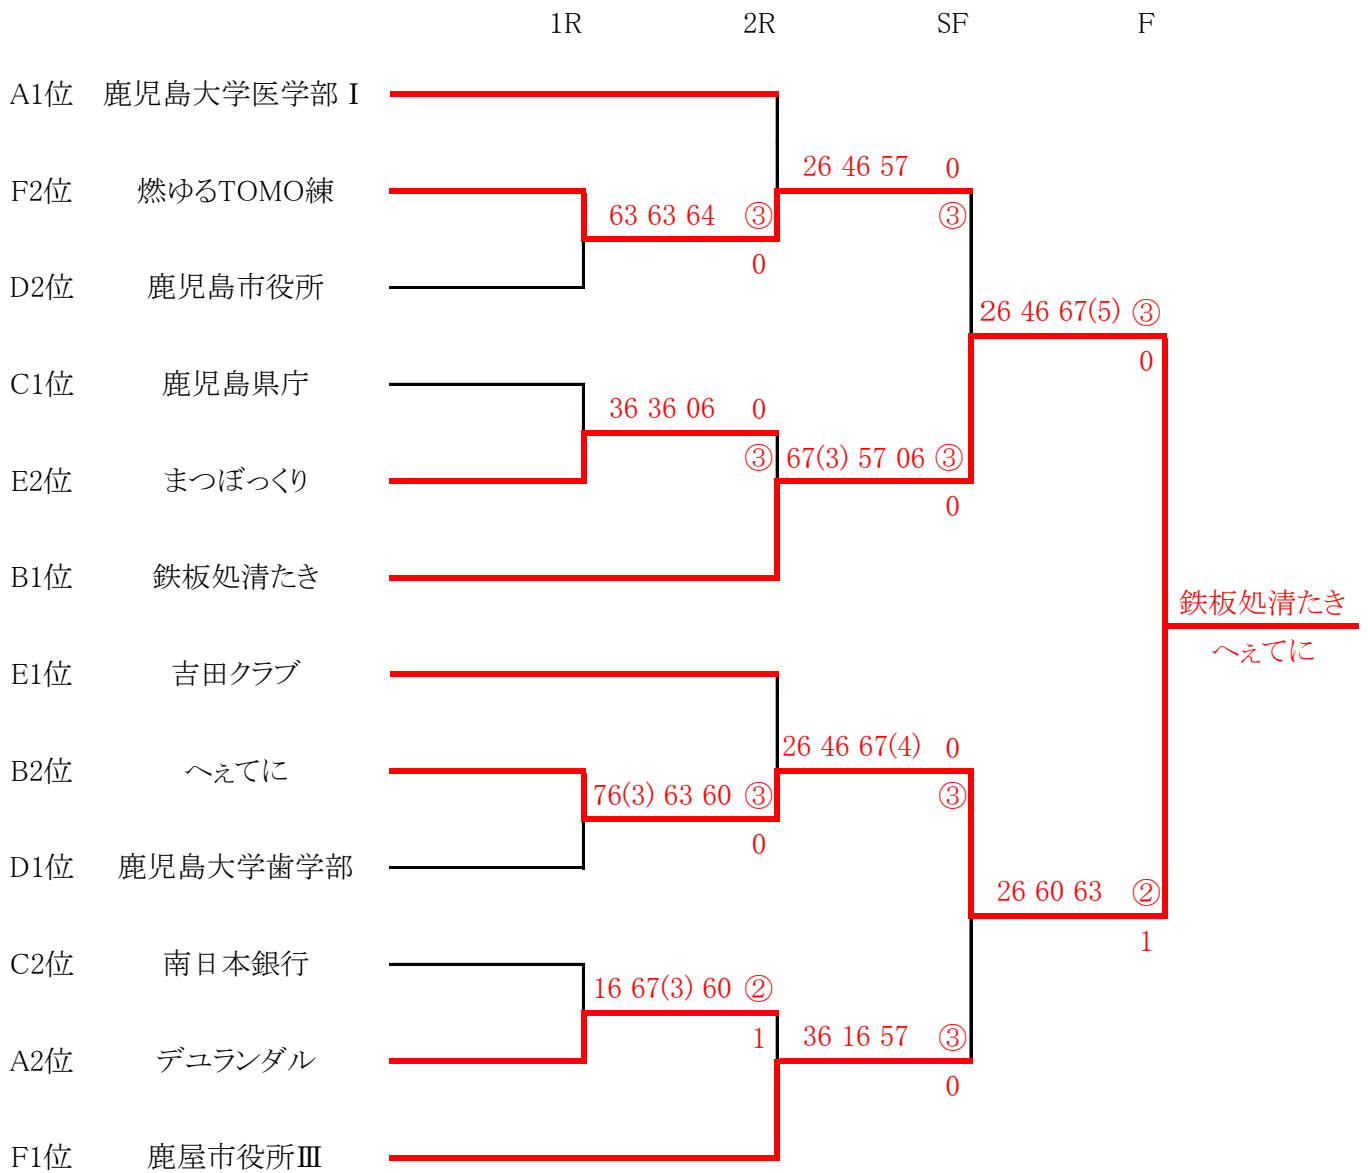 1R 2R SF F
A1位 鹿児島大学医学部Ⅰ
26 46 57 0
F2位 燃ゆるTOMO練
63 63 64 ③ ③
0
D2位 鹿児島市役所
26 46 67(5) ③
0
C1位 鹿児島県庁
36 36 06 0
③ 67(3) 57 06 ③
E2位 まつぼっくり
0
B1位 鉄板処清たき
鉄板処清たき
へぇてに
E1位 吉田クラブ
26 46 67(4) 0
B2位 へぇてに
76(3) 63 60 ③ ③
0
D1位 鹿児島大学歯学部
26 60 63 ②
1
C2位 南日本銀行
16 67(3) 60 ②
1 36 16 57 ③
A2位 デュランダル
0
F1位 鹿屋市役所Ⅲ